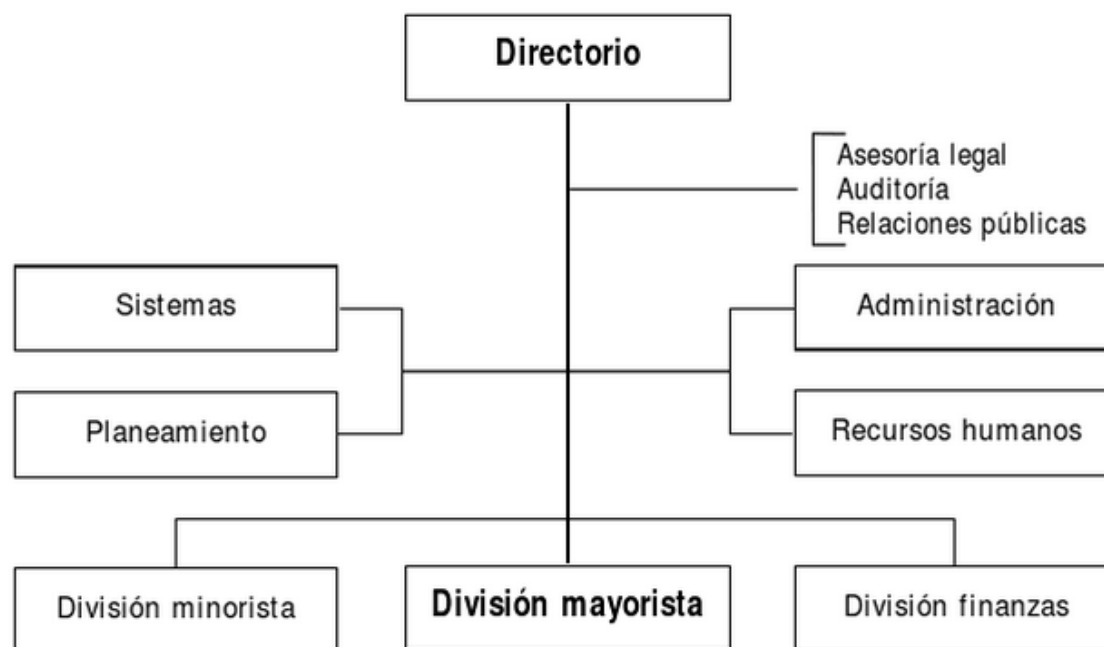 Directorio
Asesoría legal
Auditoría
Relaciones públicas
Sistemas
Administración
Planeamiento
Recursos humanos
División minorista
División mayorista
División finanzas